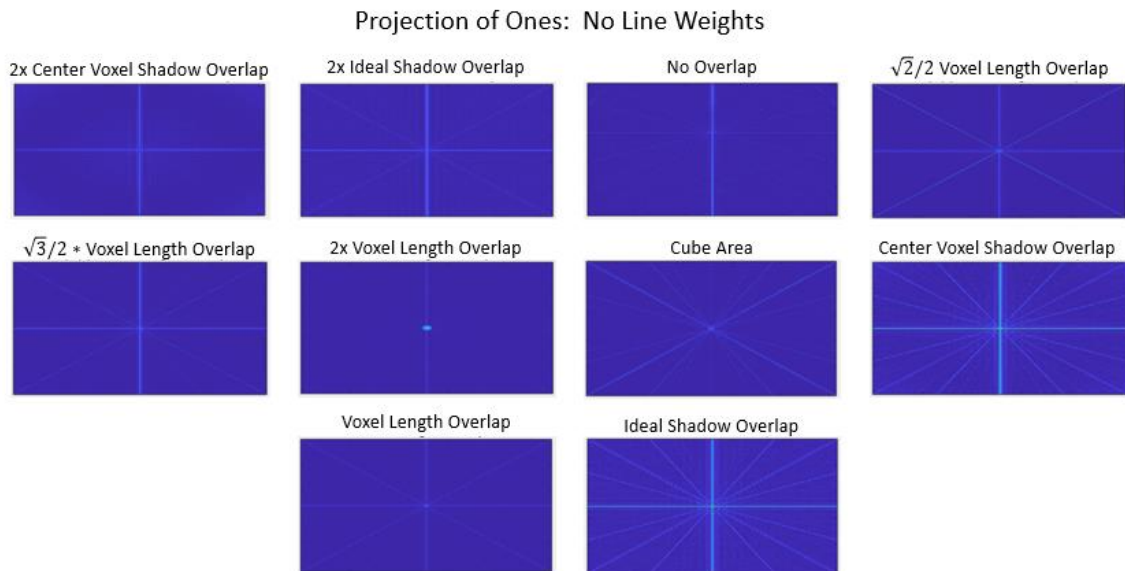 Projection of Ones:  No Line Weights
2x Center Voxel Shadow Overlap
2x Ideal Shadow Overlap
No Overlap
√2/2 Voxel Length Overlap
√3/2 ∗ Voxel Length Overlap
2x Voxel Length Overlap
Cube Area
Center Voxel Shadow Overlap
Voxel Length Overlap
Ideal Shadow Overlap